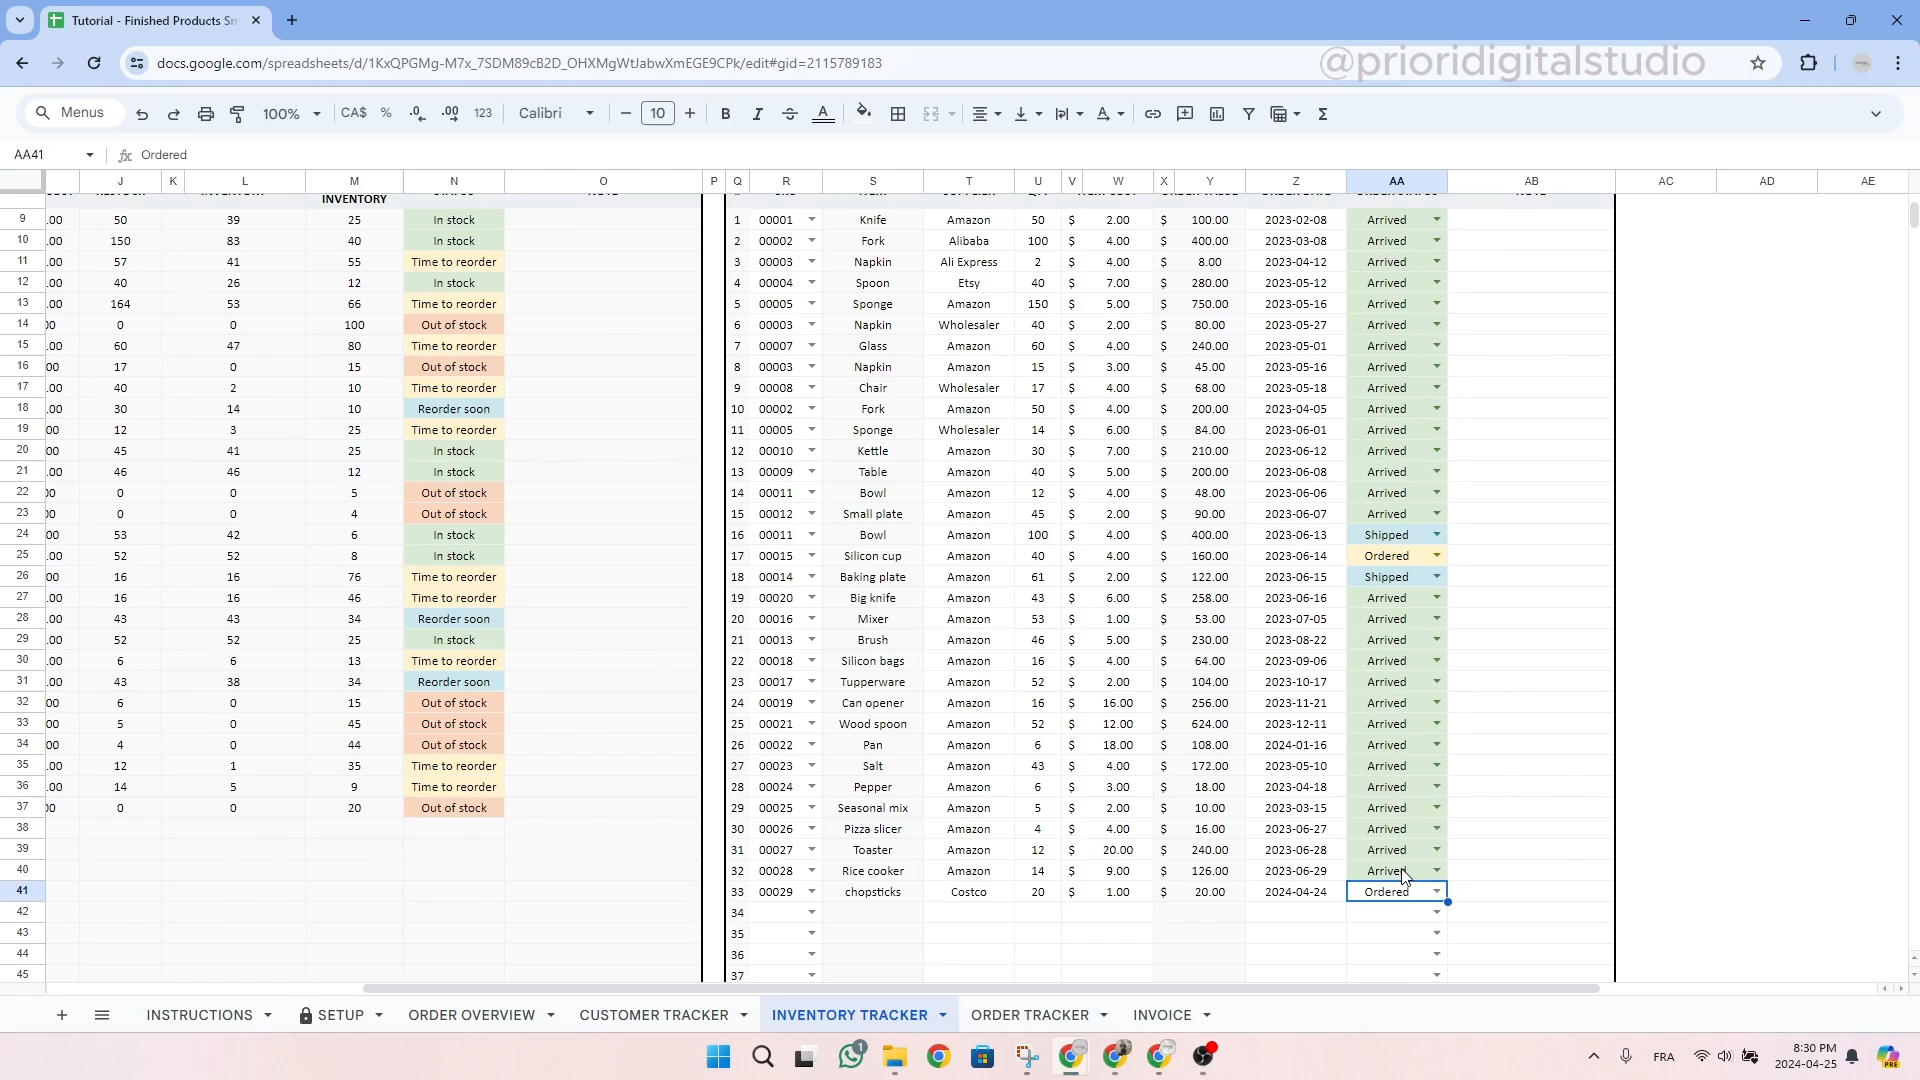 Tutorial - Finished Products Sm
docs.google.com/spreadsheets/d/1KxQPGMg-M7x_7SDM89cB2D_OHXMgWtJabwXmEGE9CPk/edit#gid=2115789183
@prioridigitalstudio
Menus 100% CA$ % .0 .00 123 Calibri 10 B I A
AA41 fx Ordered
J K L M N O P Q R S T U V W X Y Z AA AB AC AD AE
INVENTORY
9 .00 50 39 25 In stock 1 00001 Knife Amazon 50 $ 2.00 $ 100.00 2023-02-08 Arrived
10 .00 150 83 40 In stock 2 00002 Fork Alibaba 100 $ 4.00 $ 400.00 2023-03-08 Arrived
11 .00 57 41 55 Time to reorder 3 00003 Napkin Ali Express 2 $ 4.00 $ 8.00 2023-04-12 Arrived
12 .00 40 26 12 In stock 4 00004 Spoon Etsy 40 $ 7.00 $ 280.00 2023-05-12 Arrived
13 .00 164 53 66 Time to reorder 5 00005 Sponge Amazon 150 $ 5.00 $ 750.00 2023-05-16 Arrived
14 00 0 0 100 Out of stock 6 00003 Napkin Wholesaler 40 $ 2.00 $ 80.00 2023-05-27 Arrived
15 .00 60 47 80 Time to reorder 7 00007 Glass Amazon 60 $ 4.00 $ 240.00 2023-05-01 Arrived
16 00 17 0 15 Out of stock 8 00003 Napkin Amazon 15 $ 3.00 $ 45.00 2023-05-16 Arrived
17 .00 40 2 10 Time to reorder 9 00008 Chair Wholesaler 17 $ 4.00 $ 68.00 2023-05-18 Arrived
18 .00 30 14 10 Reorder soon 10 00002 Fork Amazon 50 $ 4.00 $ 200.00 2023-04-05 Arrived
19 00 12 3 25 Time to reorder 11 00005 Sponge Wholesaler 14 $ 6.00 $ 84.00 2023-06-01 Arrived
20 .00 45 41 25 In stock 12 00010 Kettle Amazon 30 $ 7.00 $ 210.00 2023-06-12 Arrived
21 .00 46 46 12 In stock 13 00009 Table Amazon 40 $ 5.00 $ 200.00 2023-06-08 Arrived
22 00 0 0 5 Out of stock 14 00011 Bowl Amazon 12 $ 4.00 $ 48.00 2023-06-06 Arrived
23 00 0 0 4 Out of stock 15 00012 Small plate Amazon 45 $ 2.00 $ 90.00 2023-06-07 Arrived
24 00 53 42 6 In stock 16 00011 Bowl Amazon 100 $ 4.00 $ 400.00 2023-06-13 Shipped
25 .00 52 52 8 In stock 17 00015 Silicon cup Amazon 40 $ 4.00 $ 160.00 2023-06-14 Ordered
26 00 16 16 76 Time to reorder 18 00014 Baking plate Amazon 61 $ 2.00 $ 122.00 2023-06-15 Shipped
27 .00 16 16 46 Time to reorder 19 00020 Big knife Amazon 43 $ 6.00 $ 258.00 2023-06-16 Arrived
28 .00 43 43 34 Reorder soon 20 00016 Mixer Amazon 53 $ 1.00 $ 53.00 2023-07-05 Arrived
29 .00 52 52 25 In stock 21 00013 Brush Amazon 46 $ 5.00 $ 230.00 2023-08-22 Arrived
30 .00 6 6 13 Time to reorder 22 00018 Silicon bags Amazon 16 $ 4.00 $ 64.00 2023-09-06 Arrived
31 .00 43 38 34 Reorder soon 23 00017 Tupperware Amazon 52 $ 2.00 $ 104.00 2023-10-17 Arrived
32 00 6 0 15 Out of stock 24 00019 Can opener Amazon 16 $ 16.00 $ 256.00 2023-11-21 Arrived
33 00 5 0 45 Out of stock 25 00021 Wood spoon Amazon 52 $ 12.00 $ 624.00 2023-12-11 Arrived
34 00 4 0 44 Out of stock 26 00022 Pan Amazon 6 $ 18.00 $ 108.00 2024-01-16 Arrived
35 .00 12 1 35 Time to reorder 27 00023 Salt Amazon 43 $ 4.00 $ 172.00 2023-05-10 Arrived
36 .00 14 5 9 Time to reorder 28 00024 Pepper Amazon 6 $ 3.00 $ 18.00 2023-04-18 Arrived
37 00 0 0 20 Out of stock 29 00025 Seasonal mix Amazon 5 $ 2.00 $ 10.00 2023-03-15 Arrived
38 30 00026 Pizza slicer Amazon 4 $ 4.00 $ 16.00 2023-06-27 Arrived
39 31 00027 Toaster Amazon 12 $ 20.00 $ 240.00 2023-06-28 Arrived
40 32 00028 Rice cooker Amazon 14 $ 9.00 $ 126.00 2023-06-29 Arrived
41 33 00029 chopsticks Costco 20 $ 1.00 $ 20.00 2024-04-24 Ordered
42 34
43 35
44 36
45 37
INSTRUCTIONS SETUP ORDER OVERVIEW CUSTOMER TRACKER INVENTORY TRACKER ORDER TRACKER INVOICE
1 FRA 8:30 PM
2024-04-25
PRE